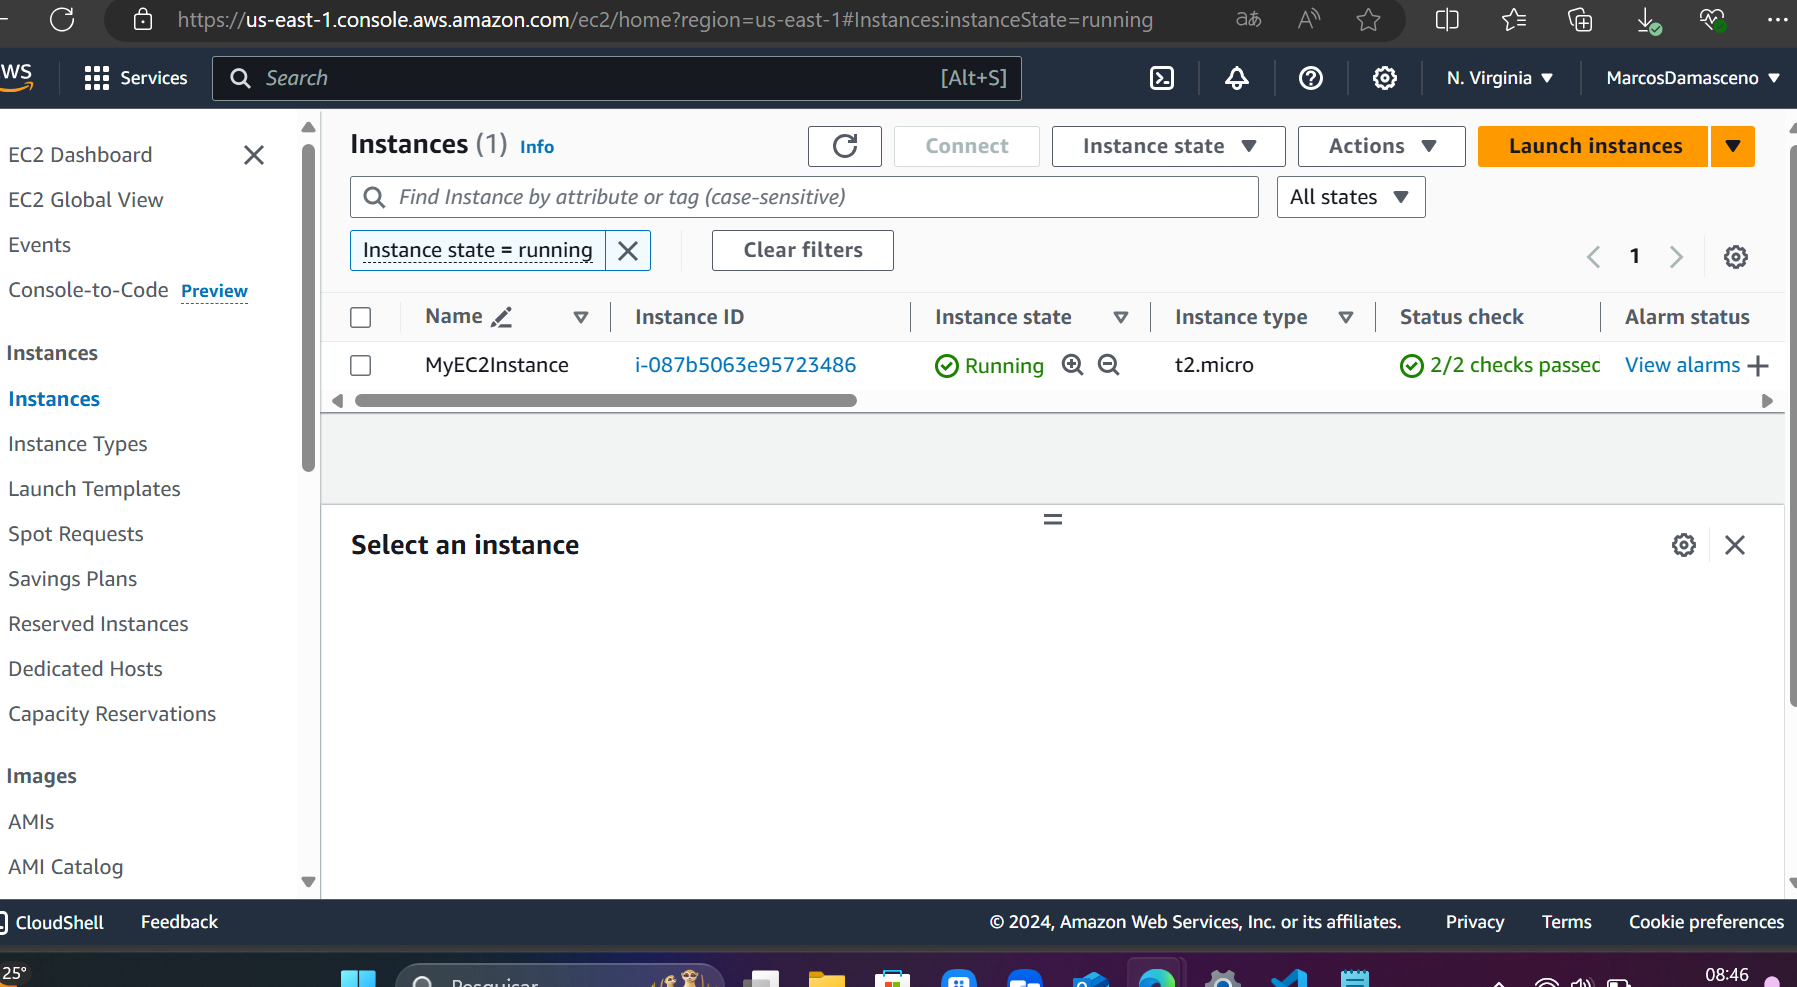 https://us-east-1.console.aws.amazon.com/ec2/home?region=us-east-1#Instances:instanceState=running
Services
Search
[Alt+S]
N. Virginia
MarcosDamasceno
EC2 Dashboard
EC2 Global View
Events
Console-to-Code Preview
Instances
Instances
Instance Types
Launch Templates
Spot Requests
Savings Plans
Reserved Instances
Dedicated Hosts
Capacity Reservations
Images
AMIs
AMI Catalog
Instances (1) Info
Connect
Instance state
Actions
Launch instances
Find Instance by attribute or tag (case-sensitive)
All states
Instance state = running
Clear filters
1
Name Instance ID Instance state Instance type Status check Alarm status
MyEC2Instance i-087b5063e95723486 Running t2.micro 2/2 checks passed View alarms
Select an instance
CloudShell Feedback
© 2024, Amazon Web Services, Inc. or its affiliates. Privacy Terms Cookie preferences
25°
Pesquisar
08:46